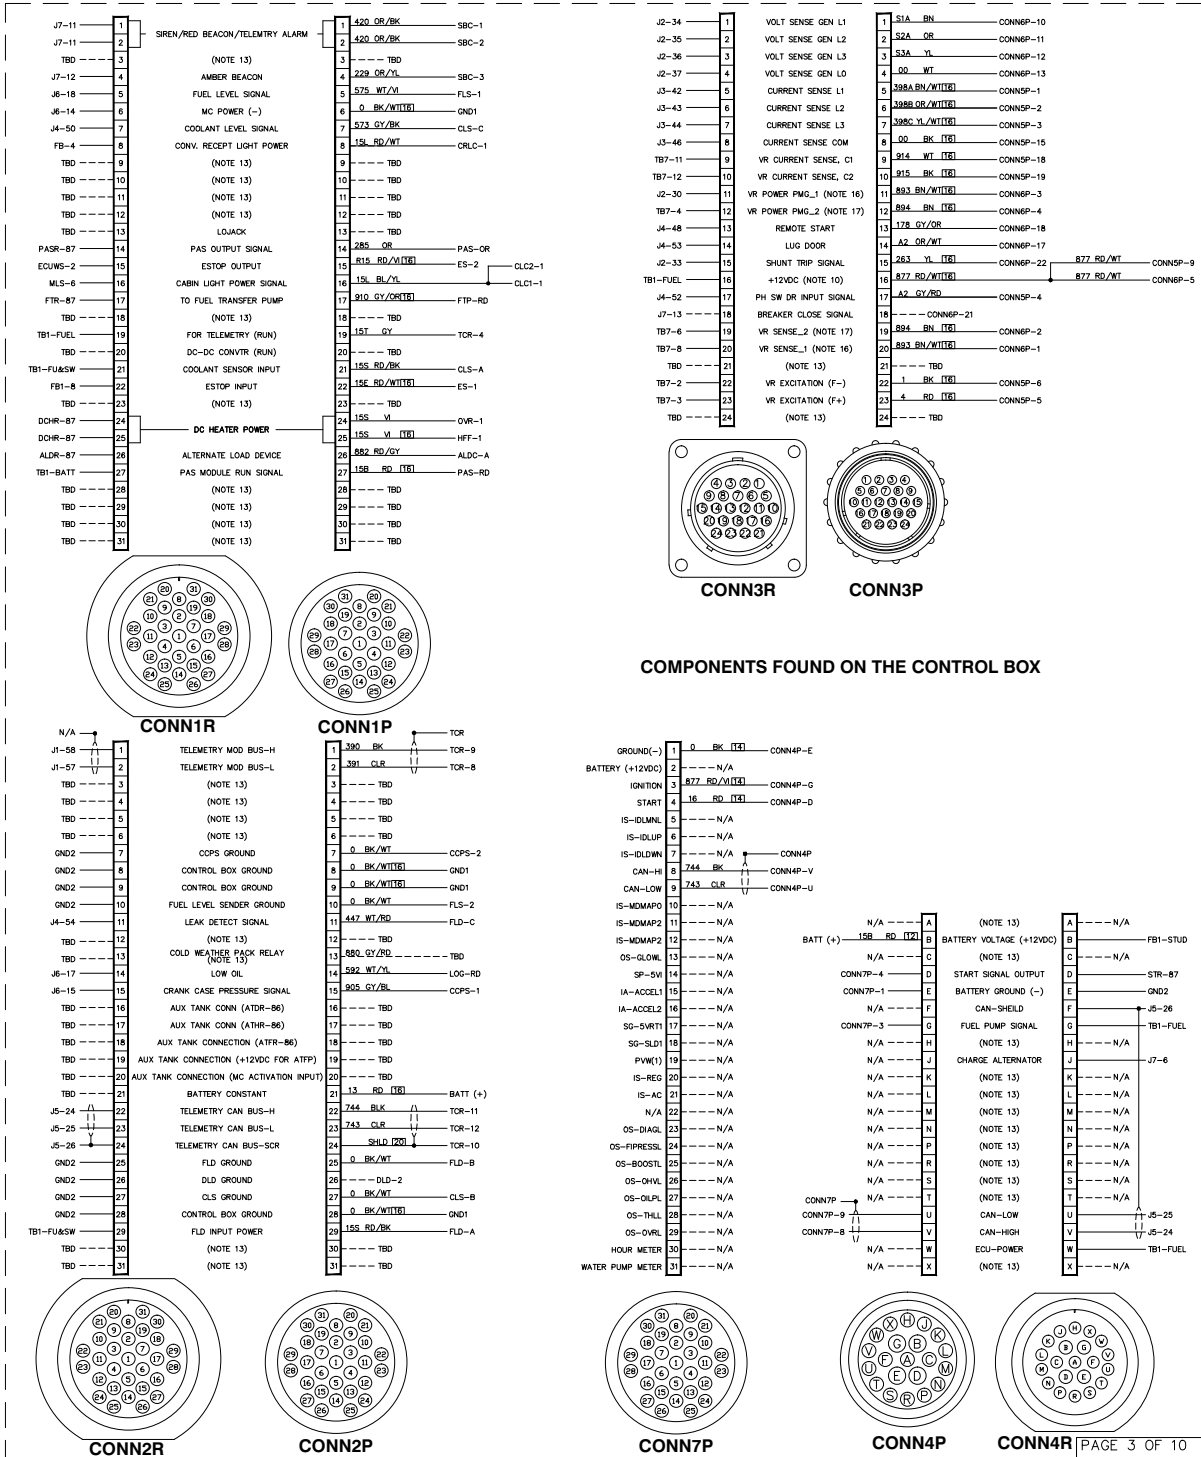 J7-11 1 SIREN/RED BEACON/TELEMTRY ALARM 1 420 OR/BK SBC-1
J7-11 2 2 420 OR/BK SBC-2
TBD 3 (NOTE 13) 3 TBD
J7-12 4 AMBER BEACON 4 229 OR/YL SBC-3
J6-18 5 FUEL LEVEL SIGNAL 5 575 WT/VI FLS-1
J6-14 6 MC POWER (-) 6 0 BK/WT 16 GND1
J4-50 7 COOLANT LEVEL SIGNAL 7 573 GY/BK CLS-C
FB-4 8 CONV. RECEPT LIGHT POWER 8 15L RD/WT CRLC-1
TBD 9 (NOTE 13) 9 TBD
TBD 10 (NOTE 13) 10 TBD
TBD 11 (NOTE 13) 11 TBD
TBD 12 (NOTE 13) 12 TBD
TBD 13 LOJACK 13 TBD
PASR-87 14 PAS OUTPUT SIGNAL 14 285 OR PAS-OR
ECUWS-2 15 ESTOP OUTPUT 15 R15 RD/VI 16 ES-2 CLC2-1
MLS-6 16 CABIN LIGHT POWER SIGNAL 16 15L BL/YL CLC1-1
FTR-87 17 TO FUEL TRANSFER PUMP 17 910 GY/OR 16 FTP-RD
TBD 18 (NOTE 13) 18 TBD
TB1-FUEL 19 FOR TELEMETRY (RUN) 19 15T GY TCR-4
TBD 20 DC-DC CONVTR (RUN) 20 TBD
TB1-FU&SW 21 COOLANT SENSOR INPUT 21 15S RD/BK CLS-A
FB1-8 22 ESTOP INPUT 22 15E RD/WT 16 ES-1
TBD 23 (NOTE 13) 23 TBD
DCHR-87 24 DC HEATER POWER 24 15S VI OVR-1
DCHR-87 25 25 15S VI 16 HFF-1
ALDR-87 26 ALTERNATE LOAD DEVICE 26 882 RD/GY ALDC-A
TB1-BATT 27 PAS MODULE RUN SIGNAL 27 15B RD 16 PAS-RD
TBD 28 (NOTE 13) 28 TBD
TBD 29 (NOTE 13) 29 TBD
TBD 30 (NOTE 13) 30 TBD
TBD 31 (NOTE 13) 31 TBD
CONN1R CONN1P
J2-34 1 VOLT SENSE GEN L1 1 S1A BN CONN6P-10
J2-35 2 VOLT SENSE GEN L2 2 S2A OR CONN6P-11
J2-36 3 VOLT SENSE GEN L3 3 S3A YL CONN6P-12
J2-37 4 VOLT SENSE GEN L0 4 00 WT CONN6P-13
J3-42 5 CURRENT SENSE L1 5 398A BN/WT 16 CONN5P-1
J3-43 6 CURRENT SENSE L2 6 398B OR/WT 16 CONN5P-2
J3-44 7 CURRENT SENSE L3 7 398C YL/WT 16 CONN5P-3
J3-46 8 CURRENT SENSE COM 8 00 BK 16 CONN5P-15
TB7-11 9 VR CURRENT SENSE, C1 9 914 WT 16 CONN5P-18
TB7-12 10 VR CURRENT SENSE, C2 10 915 BK 16 CONN5P-19
J2-30 11 VR POWER PMG_1 (NOTE 16) 11 893 BN/WT 16 CONN6P-3
TB7-4 12 VR POWER PMG_2 (NOTE 17) 12 894 BN 16 CONN6P-4
J4-48 13 REMOTE START 13 178 GY/OR CONN6P-18
J4-53 14 LUG DOOR 14 A2 OR/WT CONN6P-17
J2-33 15 SHUNT TRIP SIGNAL 15 263 YL 16 CONN6P-22 877 RD/WT CONN5P-9
TB1-FUEL 16 +12VDC (NOTE 10) 16 877 RD/WT 16 877 RD/WT CONN6P-5
J4-52 17 PH SW DR INPUT SIGNAL 17 A2 GY/RD CONN5P-4
J7-13 18 BREAKER CLOSE SIGNAL 18 CONN6P-21
TB7-6 19 VR SENSE_2 (NOTE 17) 19 894 BN 16 CONN6P-2
TB7-8 20 VR SENSE_1 (NOTE 16) 20 893 BN/WT 16 CONN6P-1
TBD 21 (NOTE 13) 21 TBD
TB7-2 22 VR EXCITATION (F-) 22 1 BK 16 CONN5P-6
TB7-3 23 VR EXCITATION (F+) 23 4 RD 16 CONN5P-5
TBD 24 (NOTE 13) 24 TBD
CONN3R CONN3P
COMPONENTS FOUND ON THE CONTROL BOX
N/A TCR
J1-58 1 TELEMETRY MOD BUS-H 1 390 BK TCR-9
J1-57 2 TELEMETRY MOD BUS-L 2 391 CLR TCR-8
TBD 3 (NOTE 13) 3 TBD
TBD 4 (NOTE 13) 4 TBD
TBD 5 (NOTE 13) 5 TBD
TBD 6 (NOTE 13) 6 TBD
GND2 7 CCPS GROUND 7 0 BK/WT CCPS-2
GND2 8 CONTROL BOX GROUND 8 0 BK/WT 16 GND1
GND2 9 CONTROL BOX GROUND 9 0 BK/WT 16 GND1
GND2 10 FUEL LEVEL SENDER GROUND 10 0 BK/WT FLS-2
J4-54 11 LEAK DETECT SIGNAL 11 447 WT/RD FLD-C
TBD 12 (NOTE 13) 12 TBD
TBD 13 COLD WEATHER PACK RELAY (NOTE 13) 13 880 GY/RD TBD
J6-17 14 LOW OIL 14 592 WT/YL LOG-RD
J6-15 15 CRANK CASE PRESSURE SIGNAL 15 905 GY/BL CCPS-1
TBD 16 AUX TANK CONN (ATDR-86) 16 TBD
TBD 17 AUX TANK CONN (ATHR-86) 17 TBD
TBD 18 AUX TANK CONNECTION (ATFR-86) 18 TBD
TBD 19 AUX TANK CONNECTION (+12VDC FOR ATFP) 19 TBD
TBD 20 AUX TANK CONNECTION (MC ACTIVATION INPUT) 20 TBD
TBD 21 BATTERY CONSTANT 21 13 RD 16 BATT (+)
J5-24 22 TELEMETRY CAN BUS-H 22 744 BLK TCR-11
J5-25 23 TELEMETRY CAN BUS-L 23 743 CLR TCR-12
J5-26 24 TELEMETRY CAN BUS-SCR 24 SHLD 20 TCR-10
GND2 25 FLD GROUND 25 0 BK/WT FLD-B
GND2 26 DLD GROUND 26 DLD-2
GND2 27 CLS GROUND 27 0 BK/WT CLS-B
GND2 28 CONTROL BOX GROUND 28 0 BK/WT 16 GND1
TB1-FU&SW 29 FLD INPUT POWER 29 15S RD/BK FLD-A
TBD 30 (NOTE 13) 30 TBD
TBD 31 (NOTE 13) 31 TBD
CONN2R CONN2P
GROUND(-) 1 0 BK 14 CONN4P-E
BATTERY (+12VDC) 2 N/A
IGNITION 3 877 RD/VI 14 CONN4P-G
START 4 16 RD 14 CONN4P-D
IS-IDLMNL 5 N/A
IS-IDLUP 6 N/A
IS-IDLDWN 7 N/A CONN4P
CAN-HI 8 744 BK CONN4P-V
CAN-LOW 9 743 CLR CONN4P-U
IS-MDMAP0 10 N/A
IS-MDMAP2 11 N/A
IS-MDMAP2 12 N/A
OS-GLOWL 13 N/A
SP-5VI 14 N/A
IA-ACCEL1 15 N/A
IA-ACCEL2 16 N/A
SG-5VRT1 17 N/A
SG-SLD1 18 N/A
PVW(1) 19 N/A
IS-REG 20 N/A
IS-AC 21 N/A
N/A 22 N/A
OS-DIAGL 23 N/A
OS-FIPRESSL 24 N/A
OS-BOOSTL 25 N/A
OS-OHVL 26 N/A
OS-OILPL 27 N/A
OS-THLL 28 N/A
OS-OVRL 29 N/A
HOUR METER 30 N/A
WATER PUMP METER 31 N/A
CONN7P
N/A A (NOTE 13) A N/A
BATT (+) 15B RD 12 B BATTERY VOLTAGE (+12VDC) B FB1-STUD
N/A C (NOTE 13) C N/A
CONN7P-4 D START SIGNAL OUTPUT D STR-87
CONN7P-1 E BATTERY GROUND (-) E GND2
N/A F CAN-SHEILD F J5-26
CONN7P-3 G FUEL PUMP SIGNAL G TB1-FUEL
N/A H (NOTE 13) H N/A
N/A J CHARGE ALTERNATOR J J7-6
N/A K (NOTE 13) K N/A
N/A L (NOTE 13) L N/A
N/A M (NOTE 13) M N/A
N/A N (NOTE 13) N N/A
N/A P (NOTE 13) P N/A
N/A R (NOTE 13) R N/A
N/A S (NOTE 13) S N/A
CONN7P N/A T (NOTE 13) T N/A
CONN7P-9 U CAN-LOW U J5-25
CONN7P-8 V CAN-HIGH V J5-24
N/A W ECU-POWER W TB1-FUEL
N/A X (NOTE 13) X N/A
CONN4P CONN4R
PAGE 3 OF 10